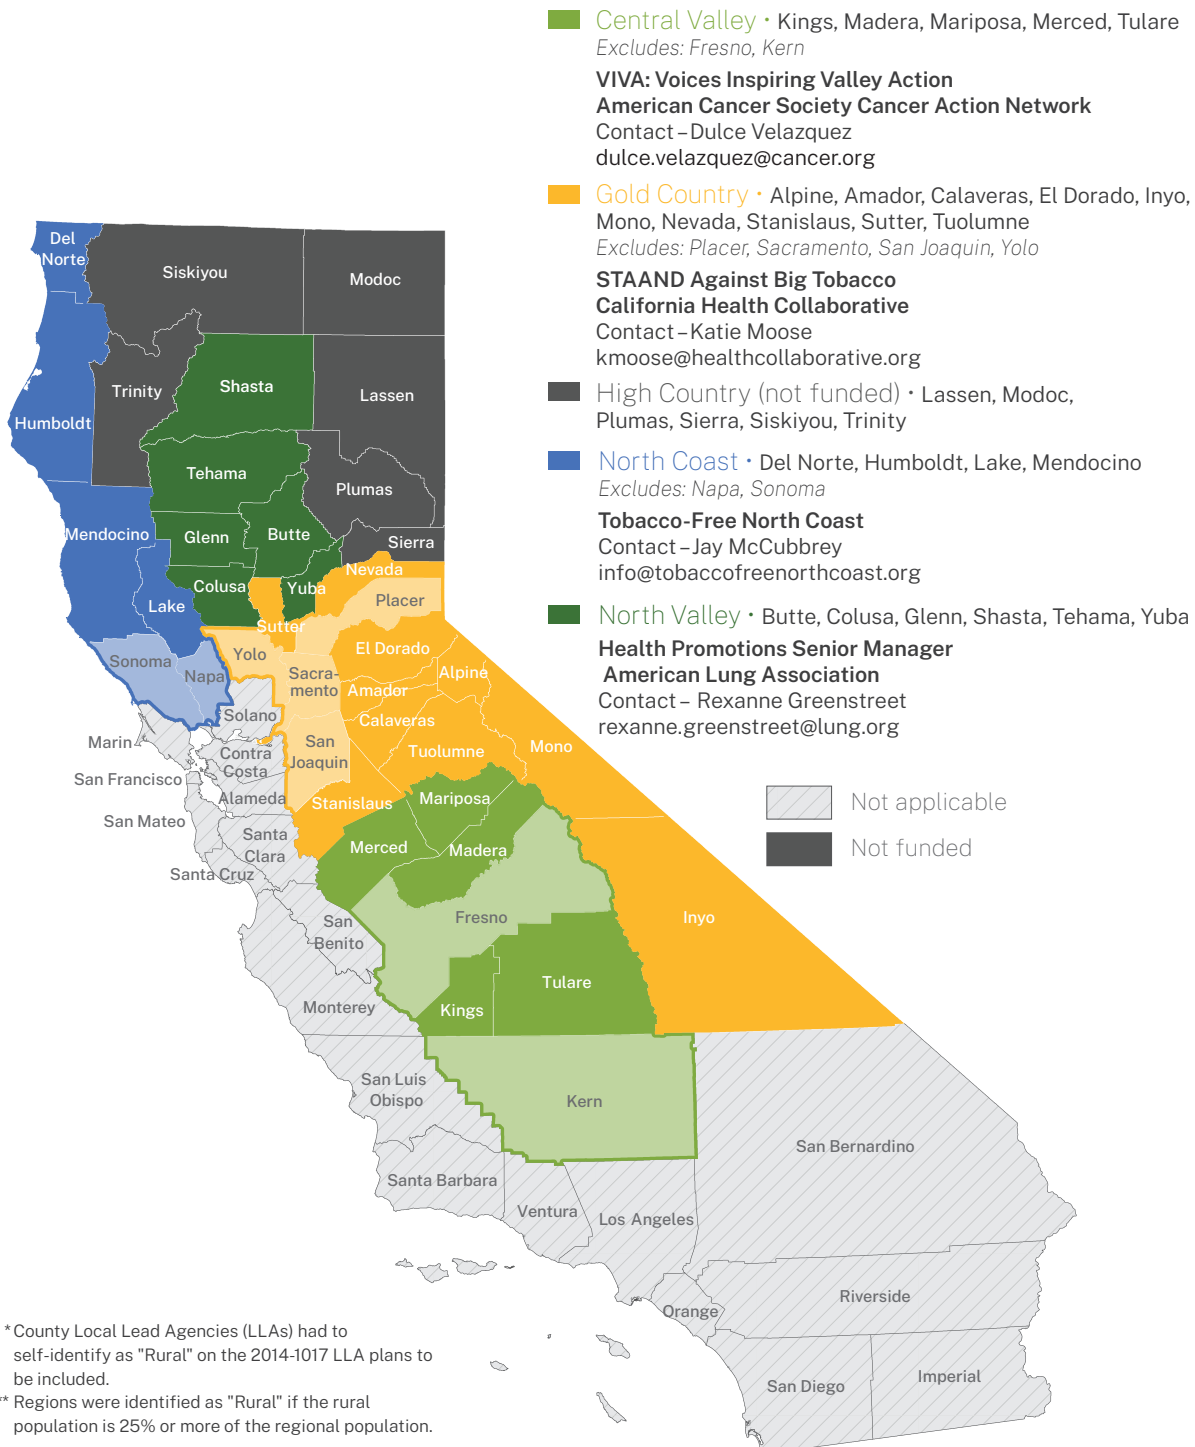 Central Valley • Kings, Madera, Mariposa, Merced, Tulare
Excludes: Fresno, Kern
VIVA: Voices Inspiring Valley Action
American Cancer Society Cancer Action Network
Contact – Dulce Velazquez
dulce.velazquez@cancer.org
Gold Country • Alpine, Amador, Calaveras, El Dorado, Inyo,
Mono, Nevada, Stanislaus, Sutter, Tuolumne
Excludes: Placer, Sacramento, San Joaquin, Yolo
STAAND Against Big Tobacco
California Health Collaborative
Contact – Katie Moose
kmoose@healthcollaborative.org
High Country (not funded) • Lassen, Modoc,
Plumas, Sierra, Siskiyou, Trinity
North Coast • Del Norte, Humboldt, Lake, Mendocino
Excludes: Napa, Sonoma
Tobacco-Free North Coast
Contact – Jay McCubbrey
info@tobaccofreenorthcoast.org
North Valley • Butte, Colusa, Glenn, Shasta, Tehama, Yuba
Health Promotions Senior Manager
American Lung Association
Contact – Rexanne Greenstreet
rexanne.greenstreet@lung.org
Not applicable
Not funded
Del
Norte
Siskiyou
Modoc
Humboldt
Trinity
Shasta
Lassen
Tehama
Plumas
Mendocino
Glenn
Butte
Sierra
Lake
Colusa
Yuba
Nevada
Placer
Sutter
Sonoma
Napa
Yolo
El Dorado
Sacra-
mento
Alpine
Amador
Solano
Calaveras
Marin
Contra
Costa
San
Joaquin
Tuolumne
Mono
San Francisco
Alameda
Stanislaus
Mariposa
San Mateo
Santa
Clara
Merced
Madera
Santa Cruz
San
Benito
Fresno
Inyo
Monterey
Kings
Tulare
San Luis
Obispo
Kern
San Bernardino
Santa Barbara
Ventura
Los Angeles
Orange
Riverside
San Diego
Imperial
* County Local Lead Agencies (LLAs) had to
self-identify as "Rural" on the 2014-1017 LLA plans to
be included.
** Regions were identified as "Rural" if the rural
population is 25% or more of the regional population.